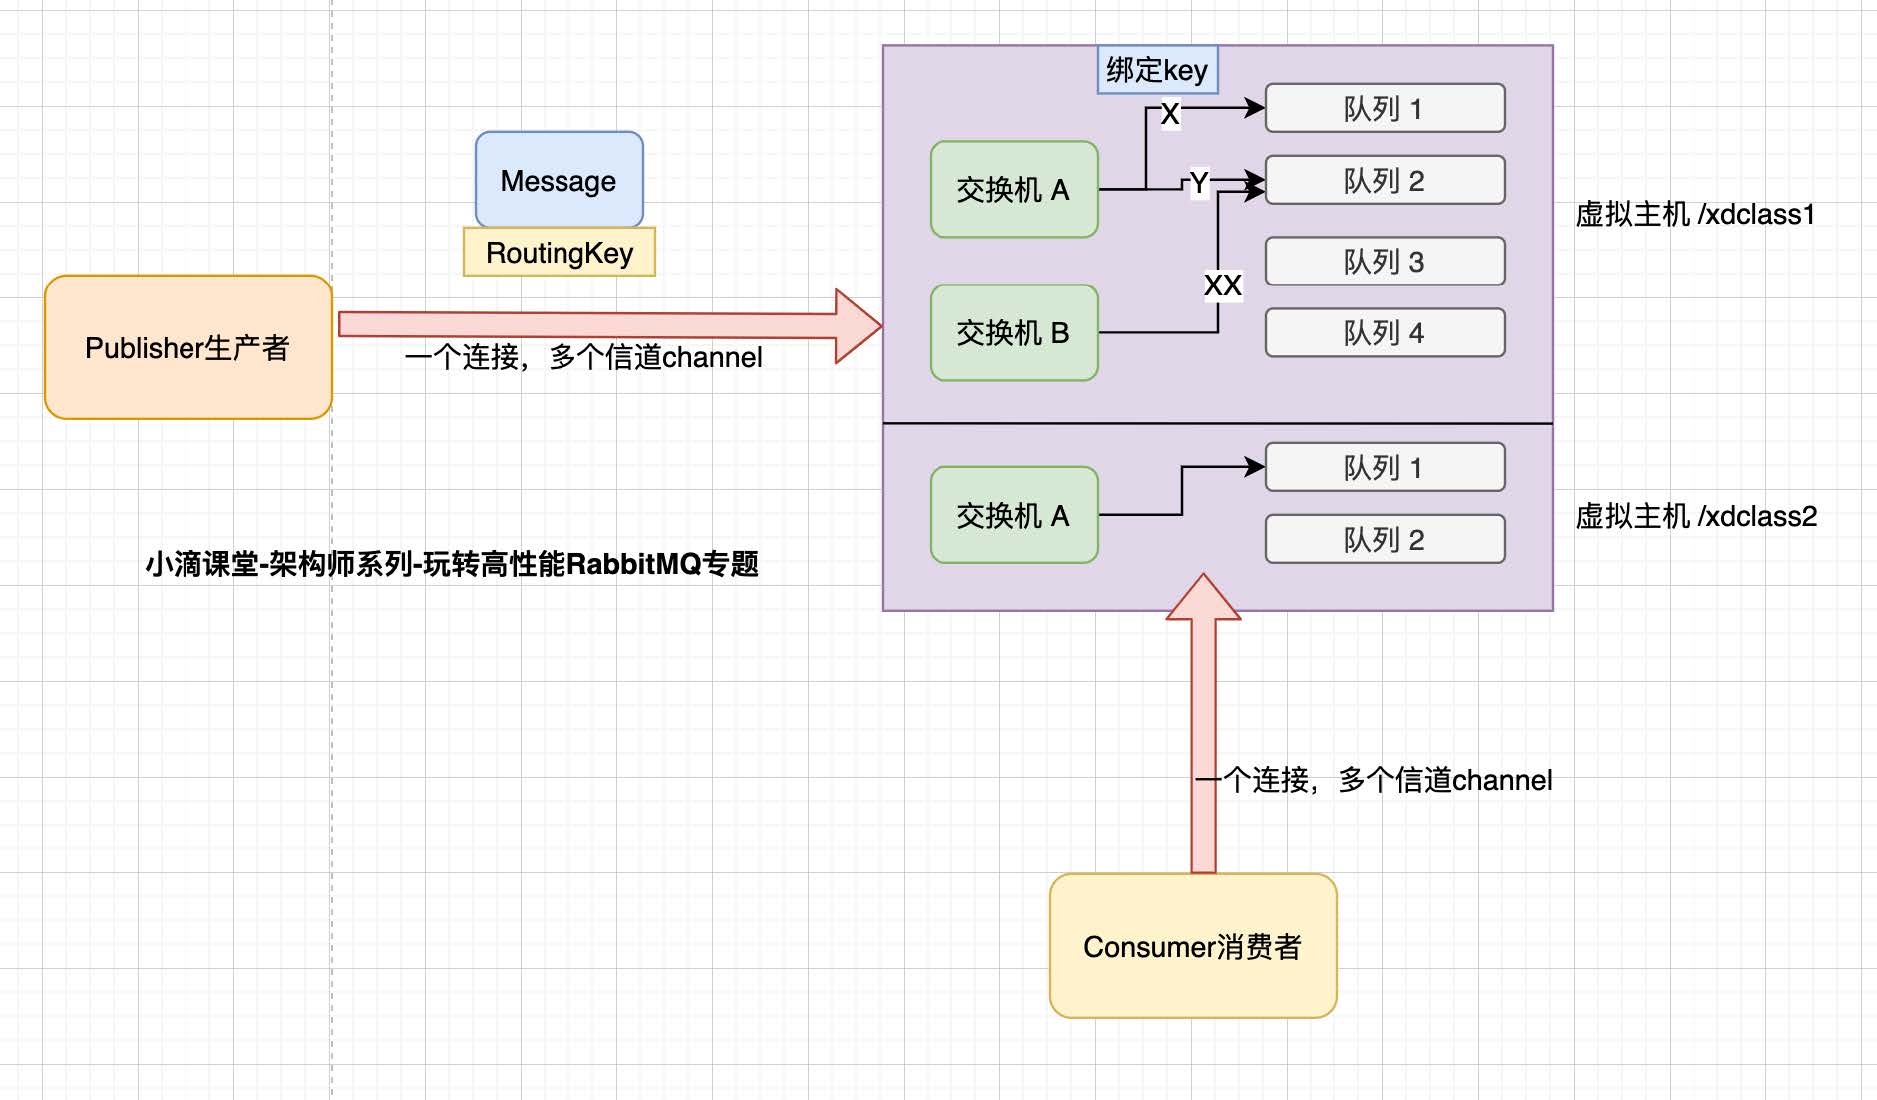 绑定key
X
队列 1
Message
交换机 A
Y
队列 2
虚拟主机 /xdclass1
RoutingKey
队列 3
XX
Publisher生产者
一个连接，多个信道channel
交换机 B
队列 4
队列 1
交换机 A
虚拟主机 /xdclass2
队列 2
小滴课堂-架构师系列-玩转高性能RabbitMQ专题
一个连接，多个信道channel
Consumer消费者